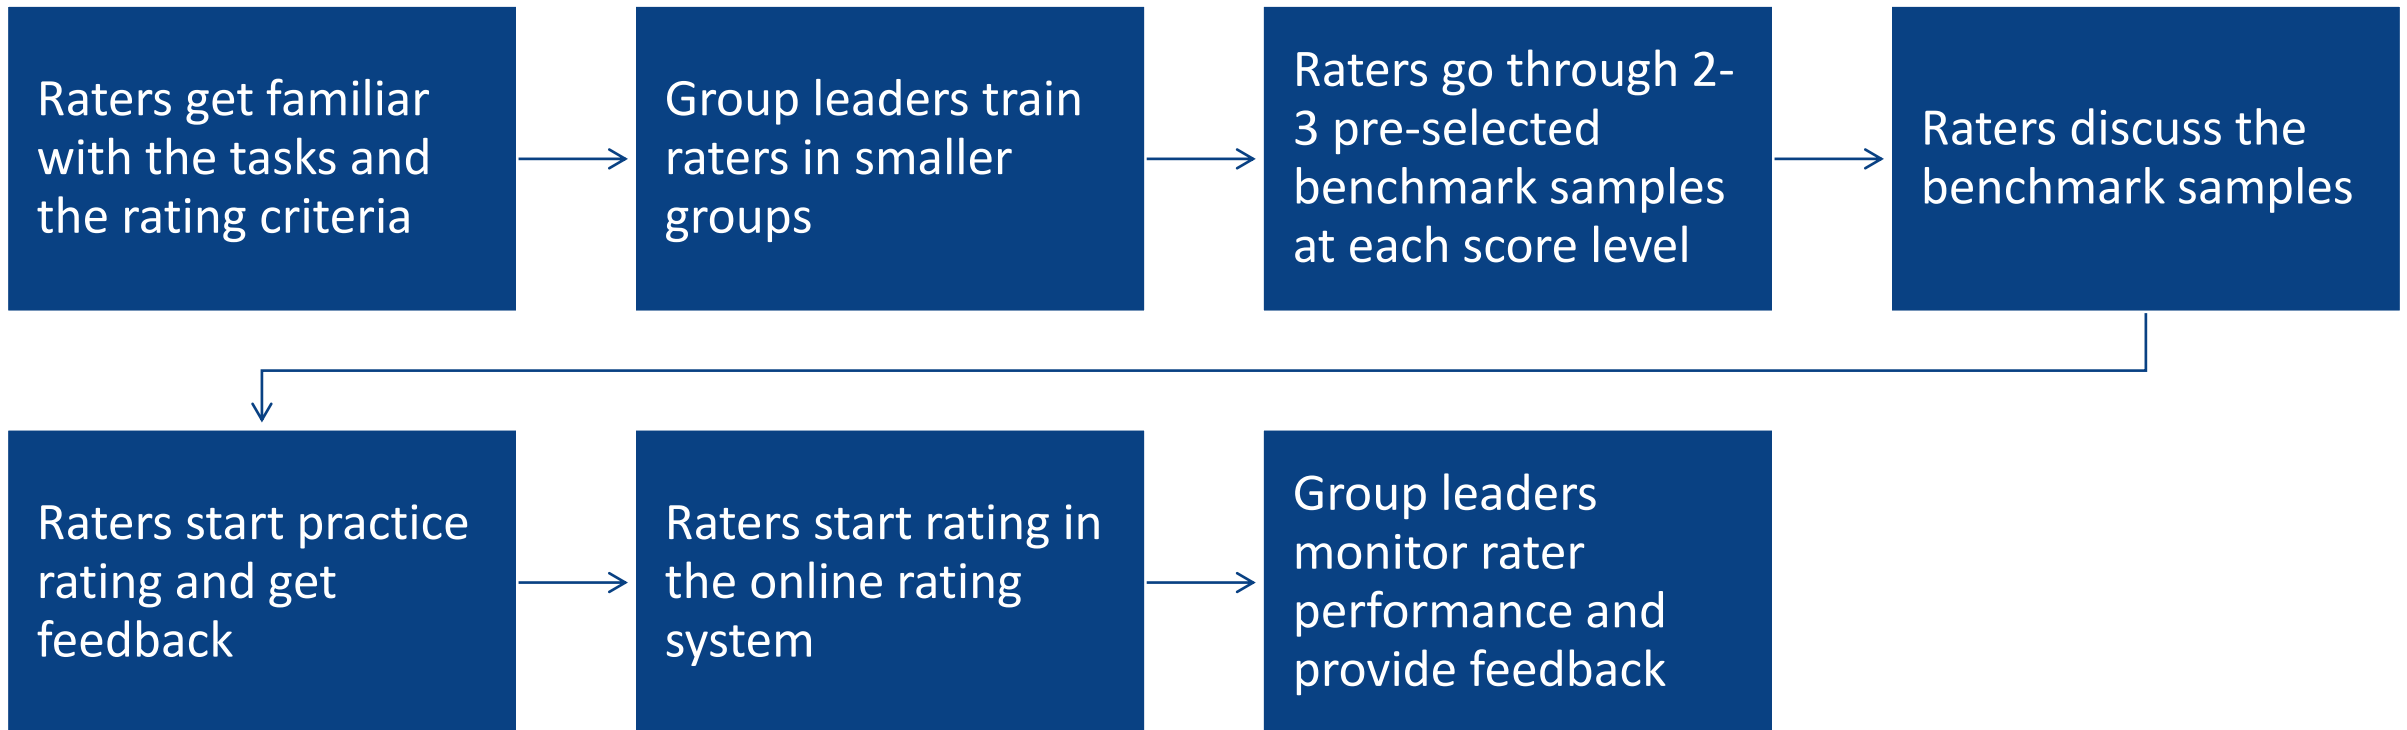 Raters get familiar
with the tasks and
the rating criteria
Group leaders train
raters in smaller
groups
Raters go through 2-
3 pre-selected
benchmark samples
at each score level
Raters discuss the
benchmark samples
Raters start practice
rating and get
feedback
Raters start rating in
the online rating
system
Group leaders
monitor rater
performance and
provide feedback